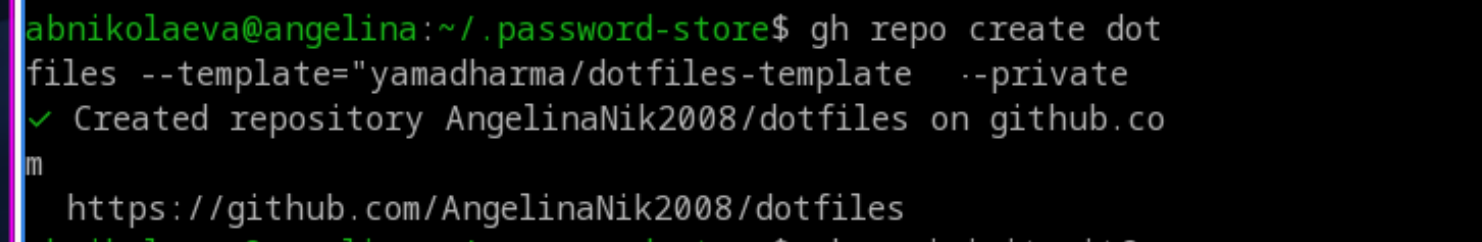 abnikolaeva@angelina:~/.password-store$ gh repo create dot
files --template="yamadharma/dotfiles-template  --private
✓ Created repository AngelinaNik2008/dotfiles on github.co
m
  https://github.com/AngelinaNik2008/dotfiles